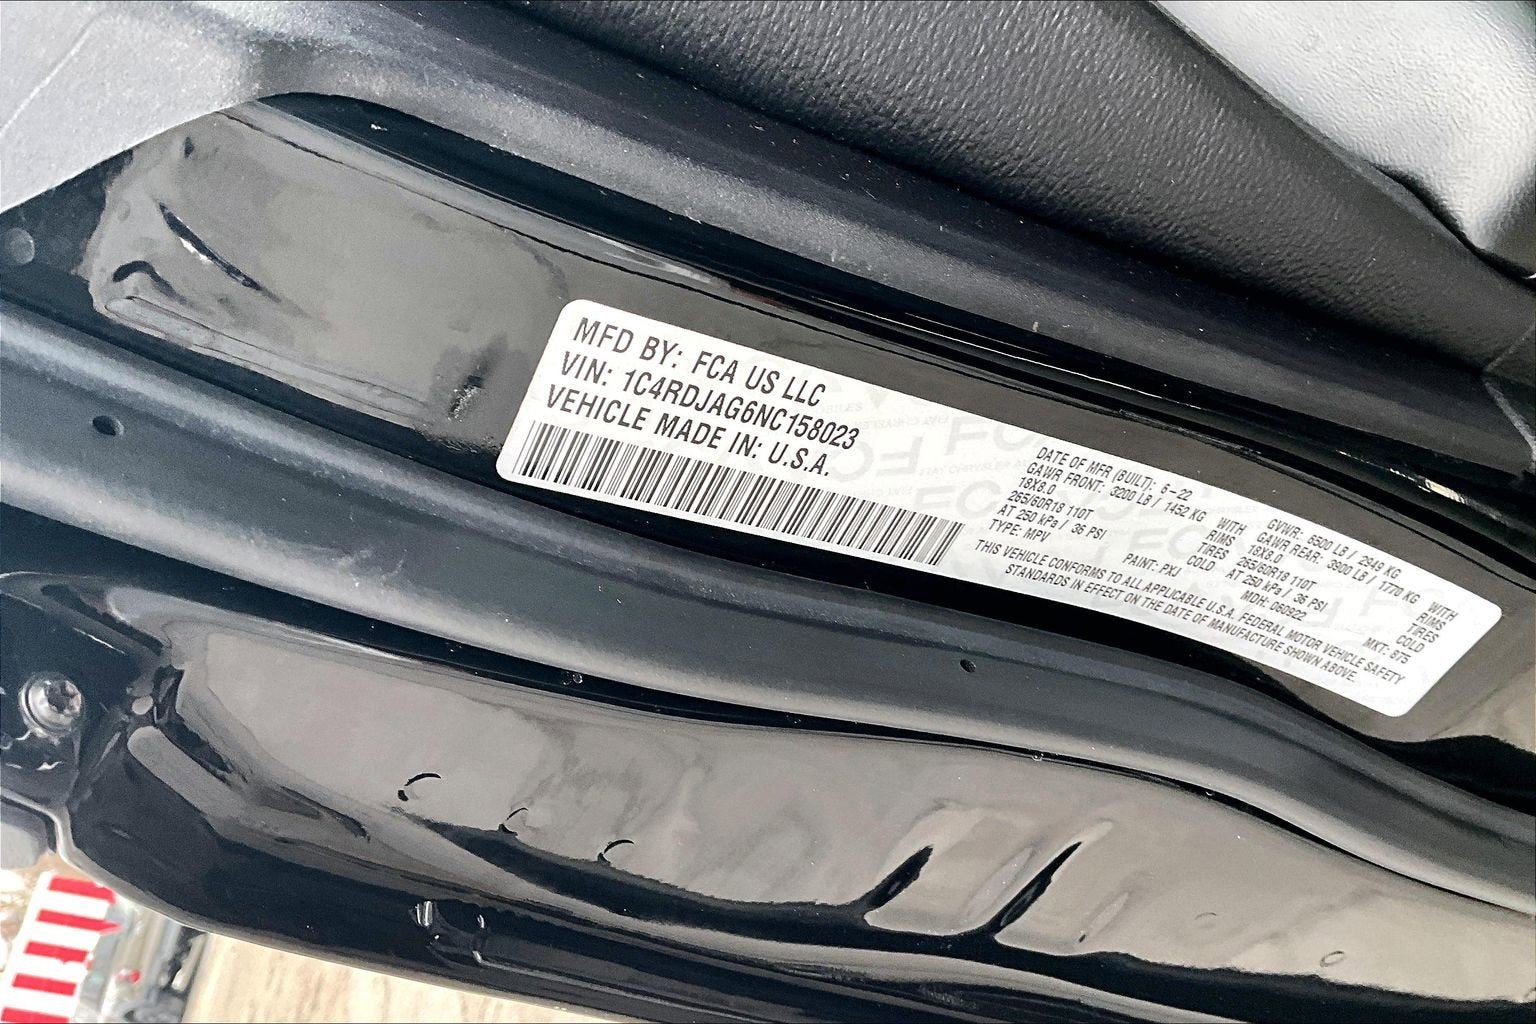 MFD BY: FCA US LLC
VIN: 1C4RDJAG6NC158023
VEHICLE MADE IN: U.S.A.
DATE OF MFR (BUILT): 6-22 GVWR: 6500 LB / 2949 KG
GAWR FRONT: 3200 LB / 1452 KG WITH GAWR REAR: 3900 LB / 1770 KG WITH
18X8.0 RIMS 18X8.0 RIMS
265/60R18 110T TIRES 265/60R18 110T TIRES
AT 250 kPa / 36 PSI COLD AT 250 kPa / 36 PSI COLD
TYPE: MPV PAINT: PXJ MDH: 060922 MKT: 875
THIS VEHICLE CONFORMS TO ALL APPLICABLE U.S.A. FEDERAL MOTOR VEHICLE SAFETY
STANDARDS IN EFFECT ON THE DATE OF MANUFACTURE SHOWN ABOVE.